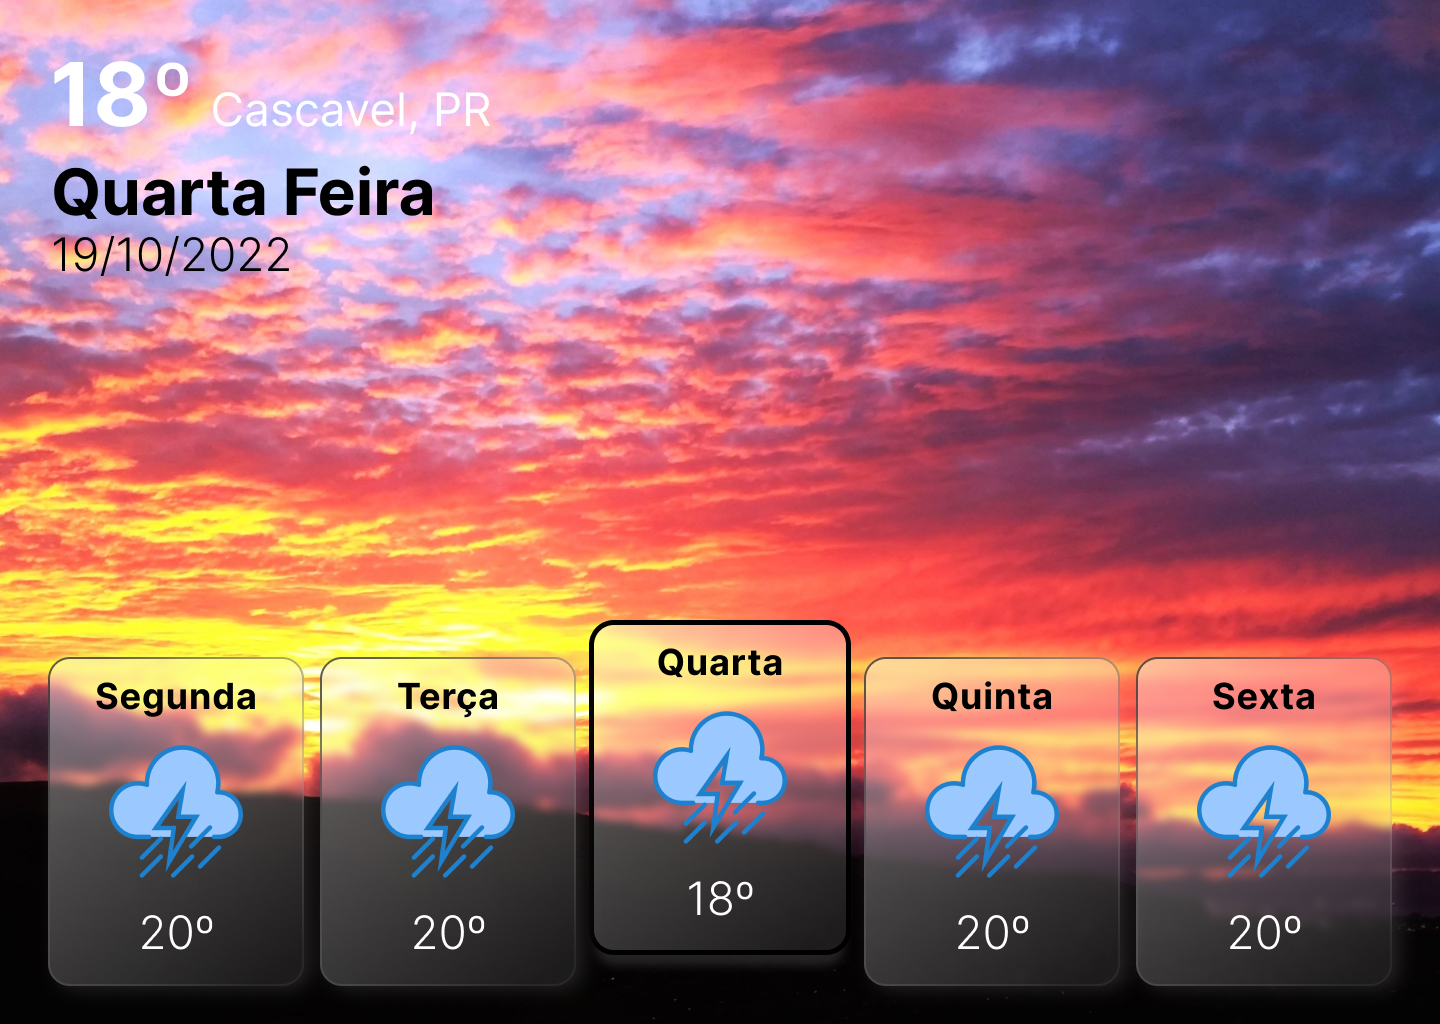 18º Cascavel, PR
Quarta Feira
19/10/2022
Segunda
20º
Terça
20º
Quarta
18º
Quinta
20º
Sexta
20º